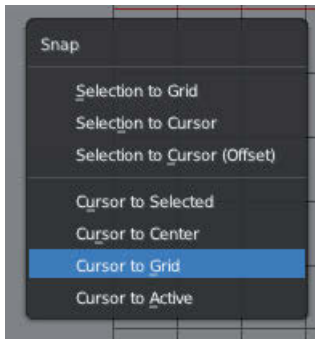 Snap
Selection to Grid
Selection to Cursor
Selection to Cursor (Offset)
Cursor to Selected
Cursor to Center
Cursor to Grid
Cursor to Active